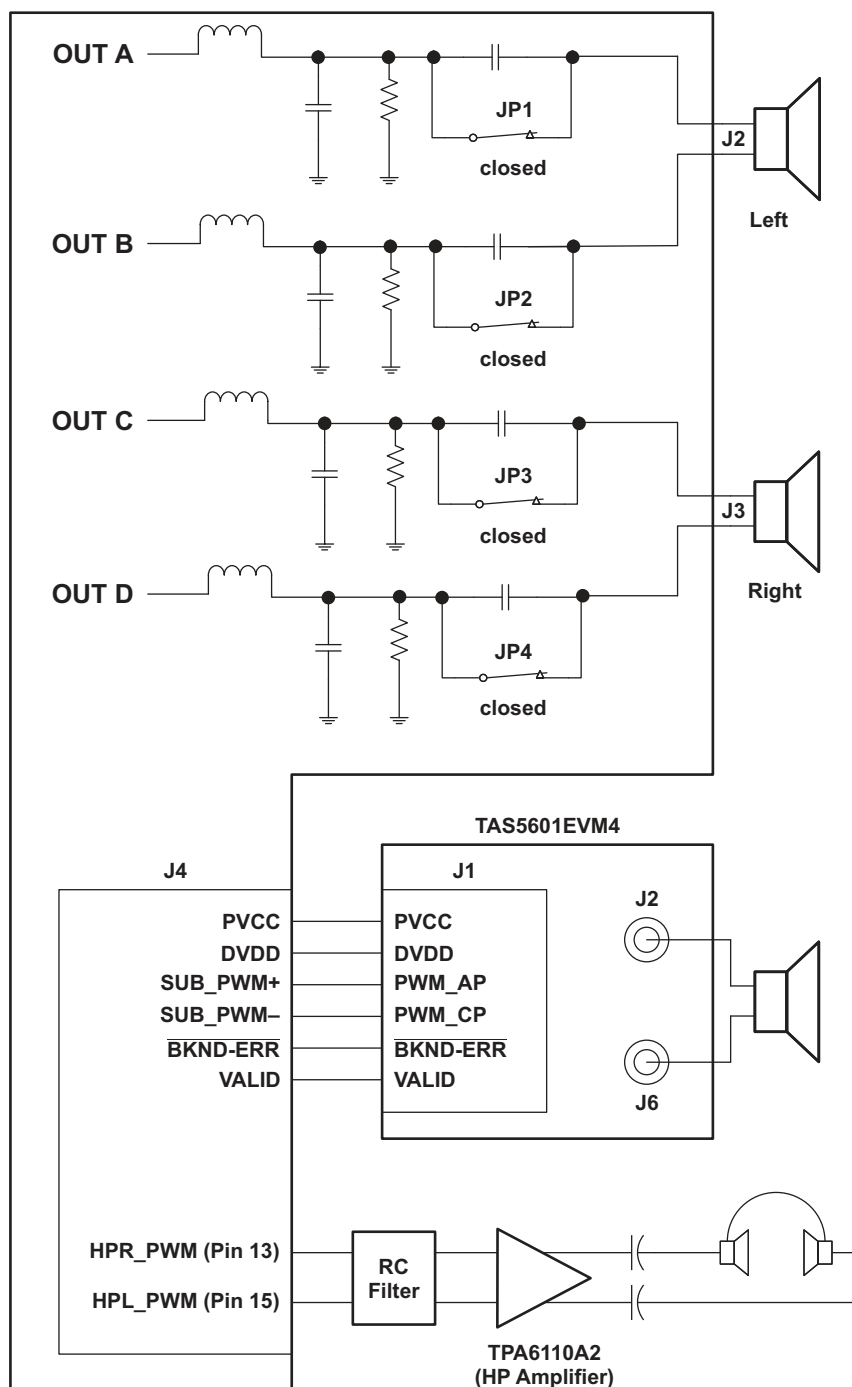 OUT A
JP1
closed
J2
Left
OUT B
JP2
closed
OUT C
JP3
closed
J3
Right
OUT D
JP4
closed
TAS5601EVM4
J4
J1
J2
PVCC
PVCC
DVDD
DVDD
SUB_PWM+
PWM_AP
SUB_PWM–
PWM_CP
BKND-ERR
BKND-ERR
VALID
VALID
J6
HPR_PWM (Pin 13)
HPL_PWM (Pin 15)
RC
Filter
TPA6110A2
(HP Amplifier)